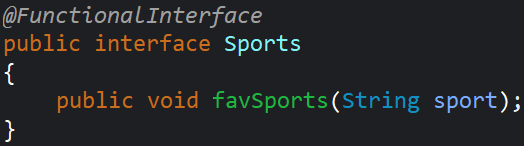 @FunctionalInterface
public interface Sports
{
    public void favSports(String sport);
}